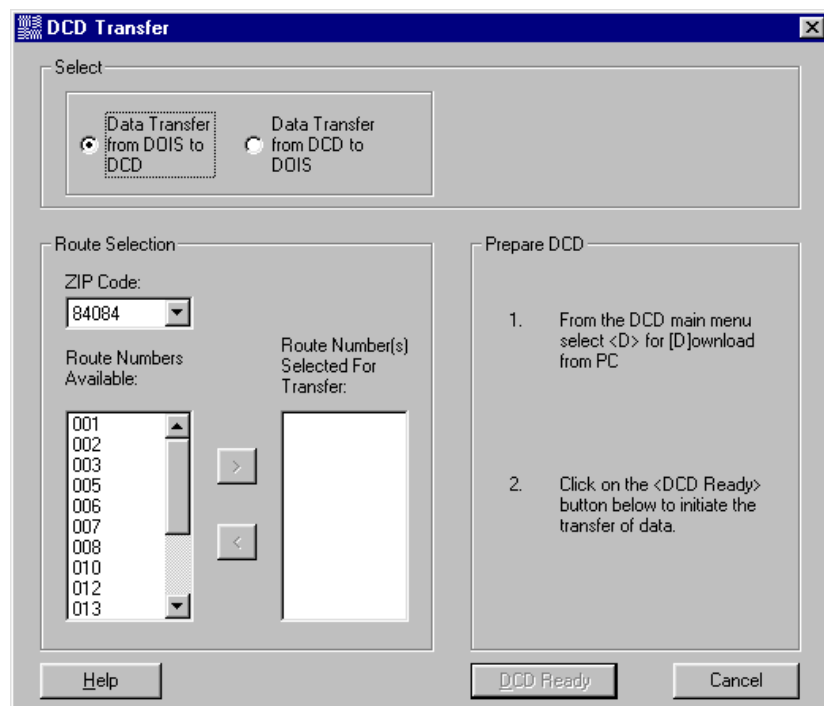 DCD Transfer
Select
Data Transfer
from DOIS to
DCD
Data Transfer
from DCD to
DOIS
Route Selection
ZIP Code:
84084
Route Numbers
Available:
Route Number(s)
Selected For
Transfer:
001
002
003
005
006
007
008
010
012
013
>
<
Prepare DCD
1. From the DCD main menu
select <D> for [D]ownload
from PC
2. Click on the <DCD Ready>
button below to initiate the
transfer of data.
Help
DCD Ready
Cancel